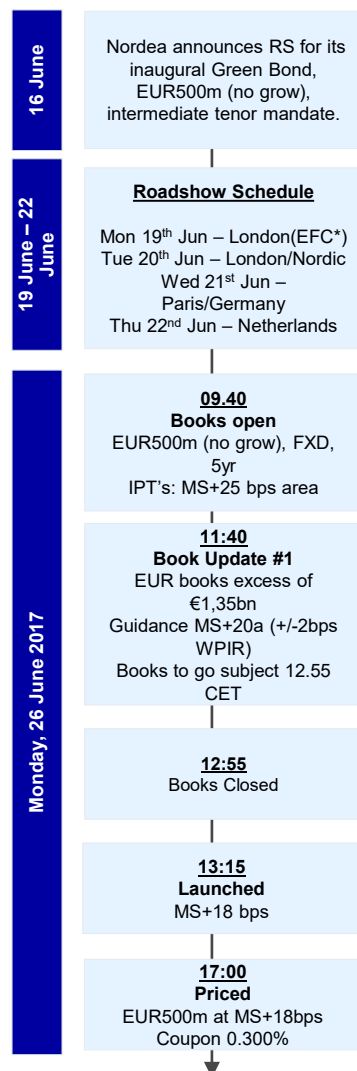 16 June
Nordea announces RS for its
inaugural Green Bond,
EUR500m (no grow),
intermediate tenor mandate.
19 June – 22
June
Roadshow Schedule
Mon 19th Jun – London(EFC*)
Tue 20th Jun – London/Nordic
Wed 21st Jun –
Paris/Germany
Thu 22nd Jun – Netherlands
Monday, 26 June 2017
09.40
Books open
EUR500m (no grow), FXD,
5yr
IPT's: MS+25 bps area
11:40
Book Update #1
EUR books excess of
€1,35bn
Guidance MS+20a (+/-2bps
WPIR)
Books to go subject 12.55
CET
12:55
Books Closed
13:15
Launched
MS+18 bps
17:00
Priced
EUR500m at MS+18bps
Coupon 0.300%